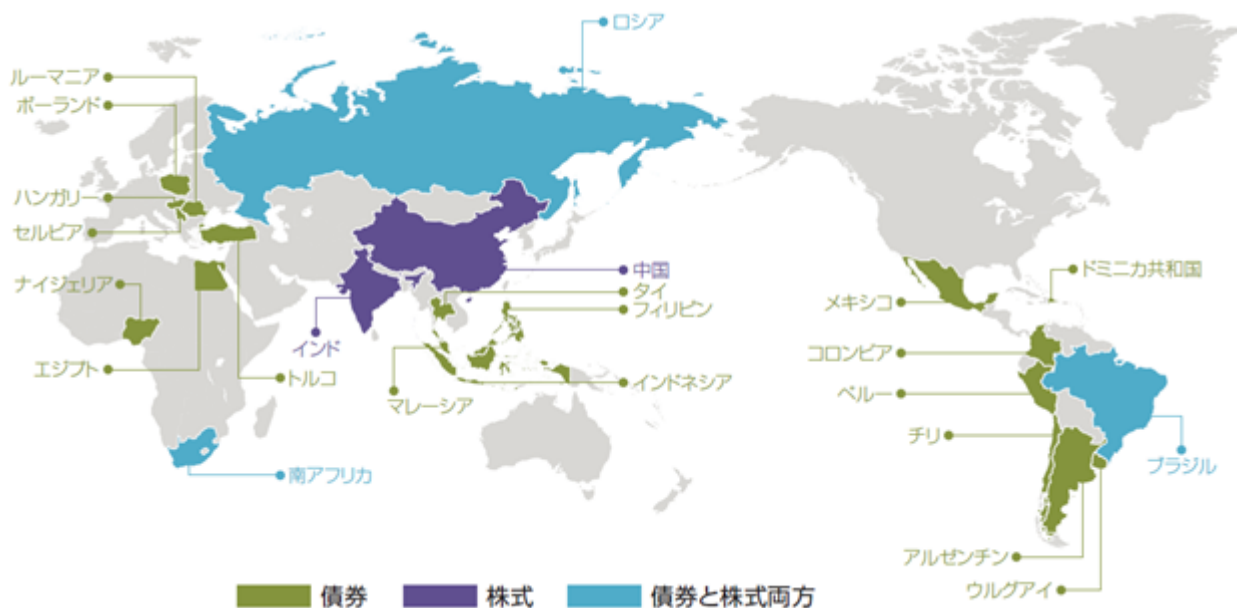 ロシア
ルーマニア
ポーランド
ハンガリー
セルビア
ナイジェリア
エジプト
トルコ
インド
中国
タイ
フィリピン
インドネシア
マレーシア
南アフリカ
ドミニカ共和国
メキシコ
コロンビア
ペルー
チリ
ブラジル
アルゼンチン
ウルグアイ
債券
株式
債券と株式両方